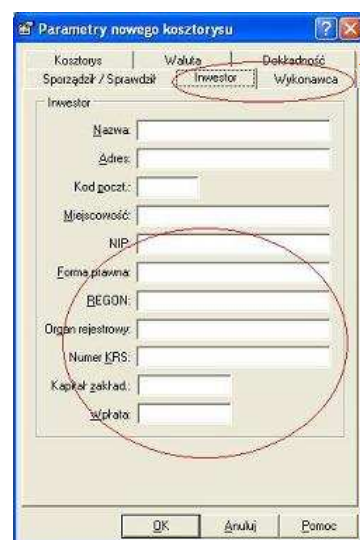 Parametry nowego kosztorysu
Kosztorys Waluta Dokładność
Sporządził / Sprawdził Inwestor Wykonawca
Inwestor
Nazwa:
Adres:
Kod poczt.:
Miejscowość:
NIP:
Forma prawna:
REGON:
Organ rejestrowy:
Numer KRS:
Kapitał zakład.:
Wpłata:
OK Anuluj Pomoc